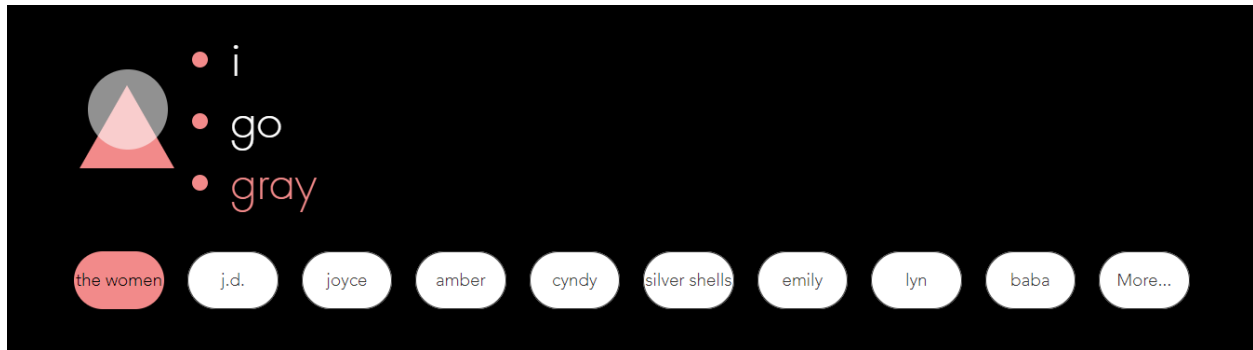 i
go
gray
the women j.d. joyce amber cyndy silver shells emily lyn baba More...